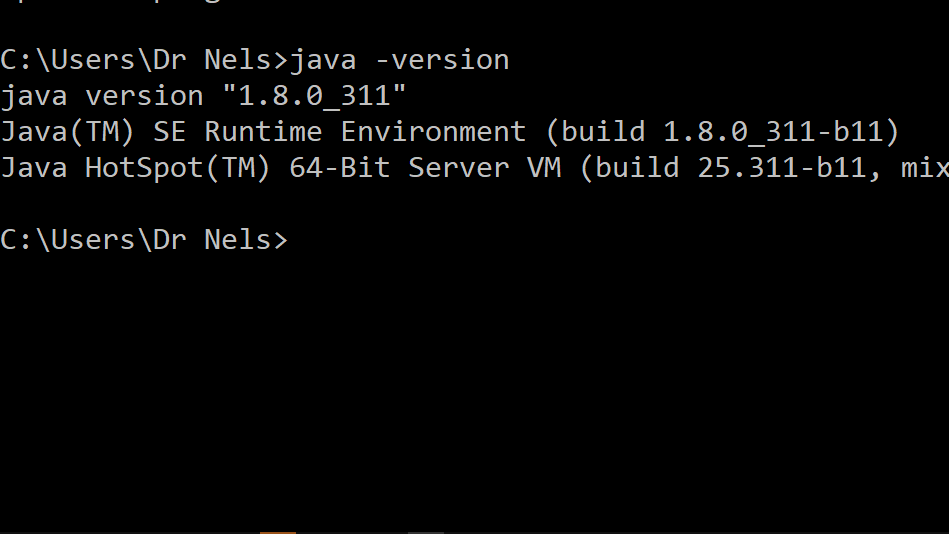 C:\Users\Dr Nels>java -version
java version "1.8.0_311"
Java(TM) SE Runtime Environment (build 1.8.0_311-b11)
Java HotSpot(TM) 64-Bit Server VM (build 25.311-b11, mix
C:\Users\Dr Nels>